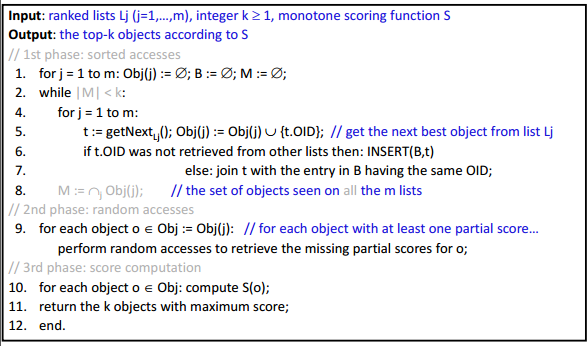 Input: ranked lists Lj (j=1,…,m), integer k ≥ 1, monotone scoring function S
Output: the top-k objects according to S
// 1st phase: sorted accesses
1. for j = 1 to m: Obj(j) := ∅; B := ∅; M := ∅;
2. while |M| < k:
4. for j = 1 to m:
5. t := getNextLj(); Obj(j) := Obj(j) ∪ {t.OID}; // get the next best object from list Lj
6. if t.OID was not retrieved from other lists then: INSERT(B,t)
7. else: join t with the entry in B having the same OID;
8. M := ∩j Obj(j); // the set of objects seen on all the m lists
// 2nd phase: random accesses
9. for each object o ∈ Obj := Obj(j): // for each object with at least one partial score…
perform random accesses to retrieve the missing partial scores for o;
// 3rd phase: score computation
10. for each object o ∈ Obj: compute S(o);
11. return the k objects with maximum score;
12. end.